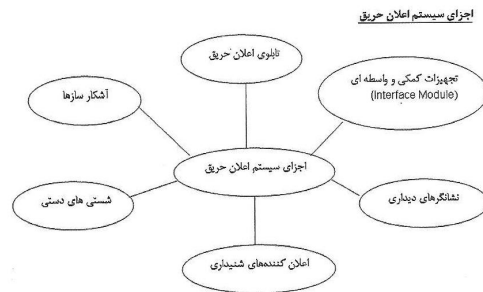 اجزای سیستم اعلان حریق
تابلوی اعلان حریق
تجهیزات کمکی و واسطه ای
(Interface Module)
آشکار سازها
اجزای سیستم اعلان حریق
شستی های دستی
نشانگرهای دیداری
اعلان کننده‌های شنیداری